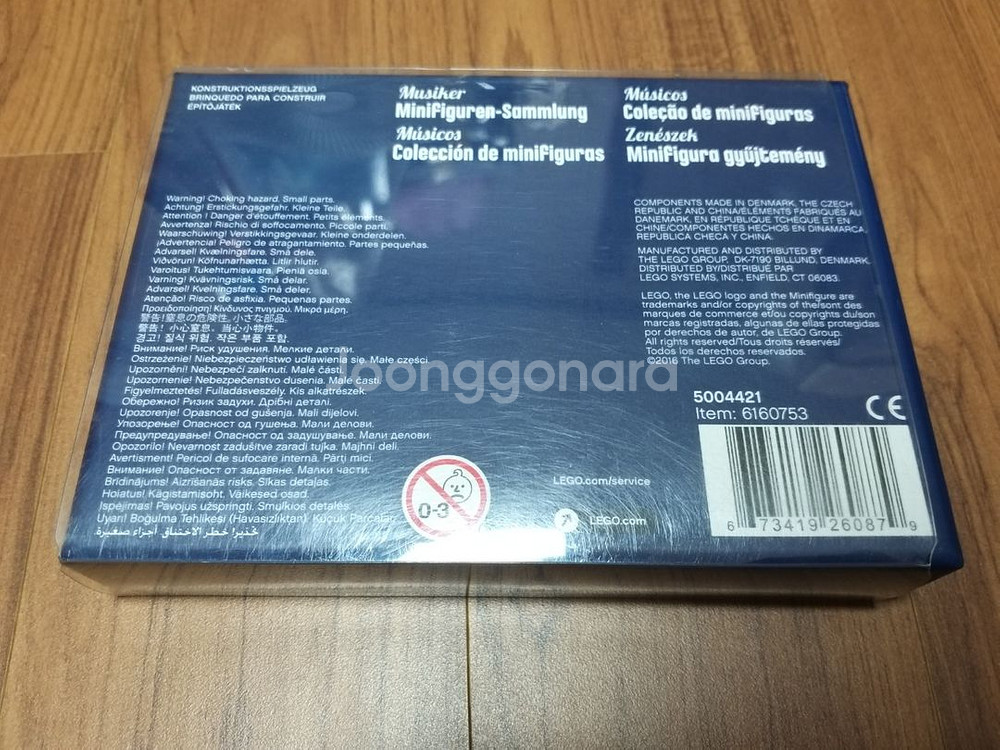 KONSTRUKTIONSSPIELZEUG
BRINQUEDO PARA CONSTRUIR
ÉPÍTŐJÁTÉK
Musiker
Minifiguren-Sammlung
Músicos
Colección de minifiguras
Músicos
Coleção de minifiguras
Zenészek
Minifigura gyűjtemény
Warning! Choking hazard. Small parts.
Achtung! Erstickungsgefahr. Kleine Teile.
Attention ! Danger d'étouffement. Petits éléments.
Avvertenza! Rischio di soffocamento. Piccole parti.
Waarschuwing! Verstikkingsgevaar. Kleine onderdelen.
¡Advertencia! Peligro de atragantamiento. Partes pequeñas.
Advarsel! Kvælningsfare. Små dele.
Viðvörun! Köfnunarhætta. Litlir hlutir.
Varoitus! Tukehtumisvaara. Pieniä osia.
Varning! Kvävningsrisk. Små delar.
Advarsel! Kvelningsfare. Små deler.
Atenção! Risco de asfixia. Pequenas partes.
Προειδοποίηση! Κίνδυνος πνιγμού. Μικρά μέρη.
警告!窒息の危険性。小さな部品。
警告！小心窒息，当心小物件。
경고! 질식 위험. 작은 부품 포함.
Внимание! Риск удушения. Мелкие детали.
Ostrzeżenie! Niebezpieczeństwo udławienia się. Małe części.
Upozornění! Nebezpečí zalknutí. Malé části.
Upozornenie! Nebezpečenstvo dusenia. Malé časti.
Figyelmeztetés! Fulladásveszély. Kis alkatrészek.
Обережно! Ризик задухи. Дрібні деталі.
Upozorenje! Opasnost od gušenja. Mali dijelovi.
Упозорење! Опасност од гушења. Мали делови.
Предупредување! Опасност од задушување. Мали делови.
Opozorilo! Nevarnost zadušitve zaradi tujka. Majhni deli.
Avertisment! Pericol de sufocare internă. Părți mici.
Внимание! Опасност от задавяне. Малки части.
Brīdinājums! Aizrīšanās risks. Sīkas detaļas.
Hoiatus! Kägistamisoht. Väikesed osad.
Įspėjimas! Pavojus užspringti. Smulkios detalės.
Uyarı! Boğulma Tehlikesi (Havasızlıktan). Küçük Parçalar.
تحذير! خطر الاختناق. أجزاء صغيرة.
COMPONENTS MADE IN DENMARK, THE CZECH
REPUBLIC AND CHINA/ÉLÉMENTS FABRIQUÉS AU
DANEMARK, EN RÉPUBLIQUE TCHÈQUE ET EN
CHINE/COMPONENTES HECHOS EN DINAMARCA,
REPÚBLICA CHECA Y CHINA.
MANUFACTURED AND DISTRIBUTED BY
THE LEGO GROUP, DK-7190 BILLUND, DENMARK.
DISTRIBUTED BY/DISTRIBUÉ PAR
LEGO SYSTEMS, INC., ENFIELD, CT 06083.
LEGO, the LEGO logo and the Minifigure are
trademarks and/or copyrights of the/sont des
marques de commerce et/ou copyrights du/son
marcas registradas, algunas de ellas protegidas
por derechos de autor, de LEGO Group.
All rights reserved/Tous droits réservés/
Todos los derechos reservados.
©2016 The LEGO Group.
joonggonara
5004421
Item: 6160753
CE
0-3
LEGO.com/service
LEGO.com
6 73419 26087 9